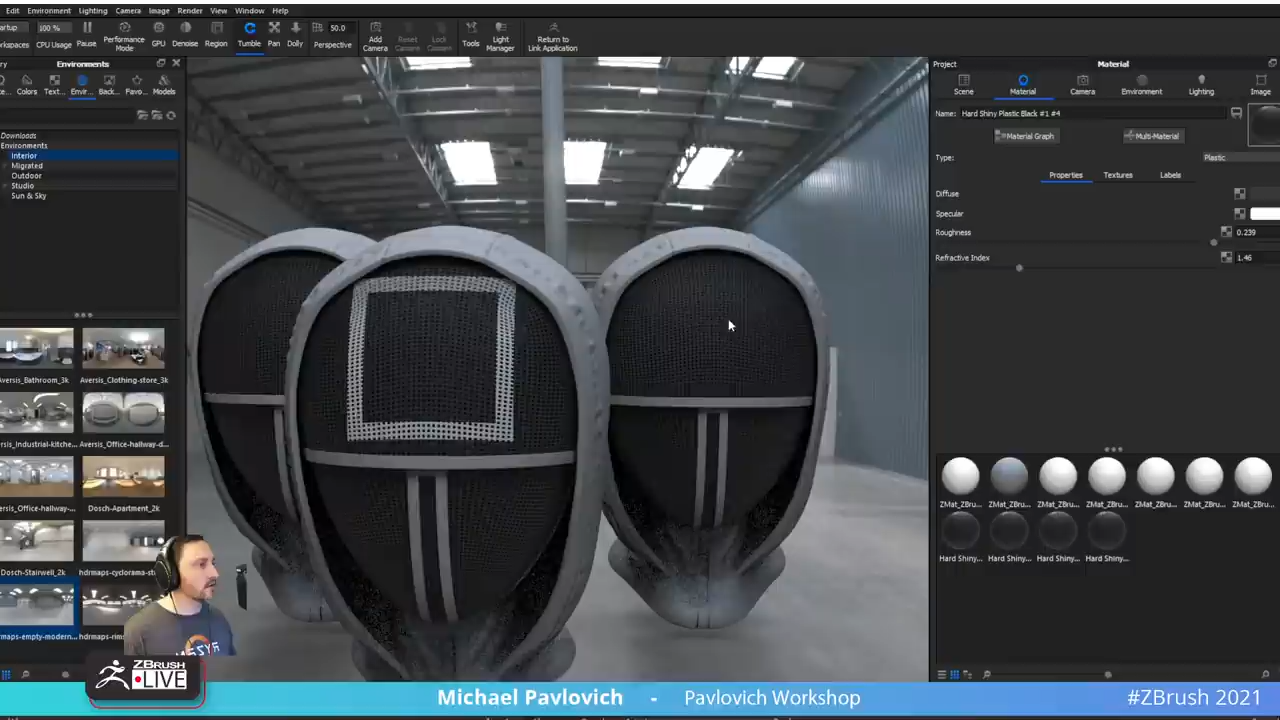 Edit Environment Lighting Camera Image Render View Window Help
100 % 50.0
CPU Usage Pause Performance Mode GPU Denoise Region Tumble Pan Dolly Perspective Add Camera Reset Camera Lock Camera Tools Light Manager Return to Link Application
Environments
Project Material
Colors Text... Envir... Back... Favo... Models
Scene Material Camera Environment Lighting Image
Name: Hard Shiny Plastic Black #1 #4
Downloads
Environments
Interior
Migrated
Outdoor
Studio
Sun & Sky
Material Graph Multi-Material
Type: Plastic
Properties Textures Labels
Diffuse
Specular
Roughness 0.239
Refractive Index 1.46
Aversis_Bathroom_3k Aversis_Clothing-store_3k
Aversis_Office-hallway-d...
Dosch-Apartment_2k
Dosch-Stairwell_2k hdrmaps-cyclorama-st
ZMat_ZBru... ZMat_ZBru... ZMat_ZBru... ZMat_ZBru... ZMat_ZBru... ZMat_ZBru... ZMat_ZBru...
Hard Shiny... Hard Shiny... Hard Shiny... Hard Shiny...
ZBRUSH
LIVE
Michael Pavlovich - Pavlovich Workshop #ZBrush 2021